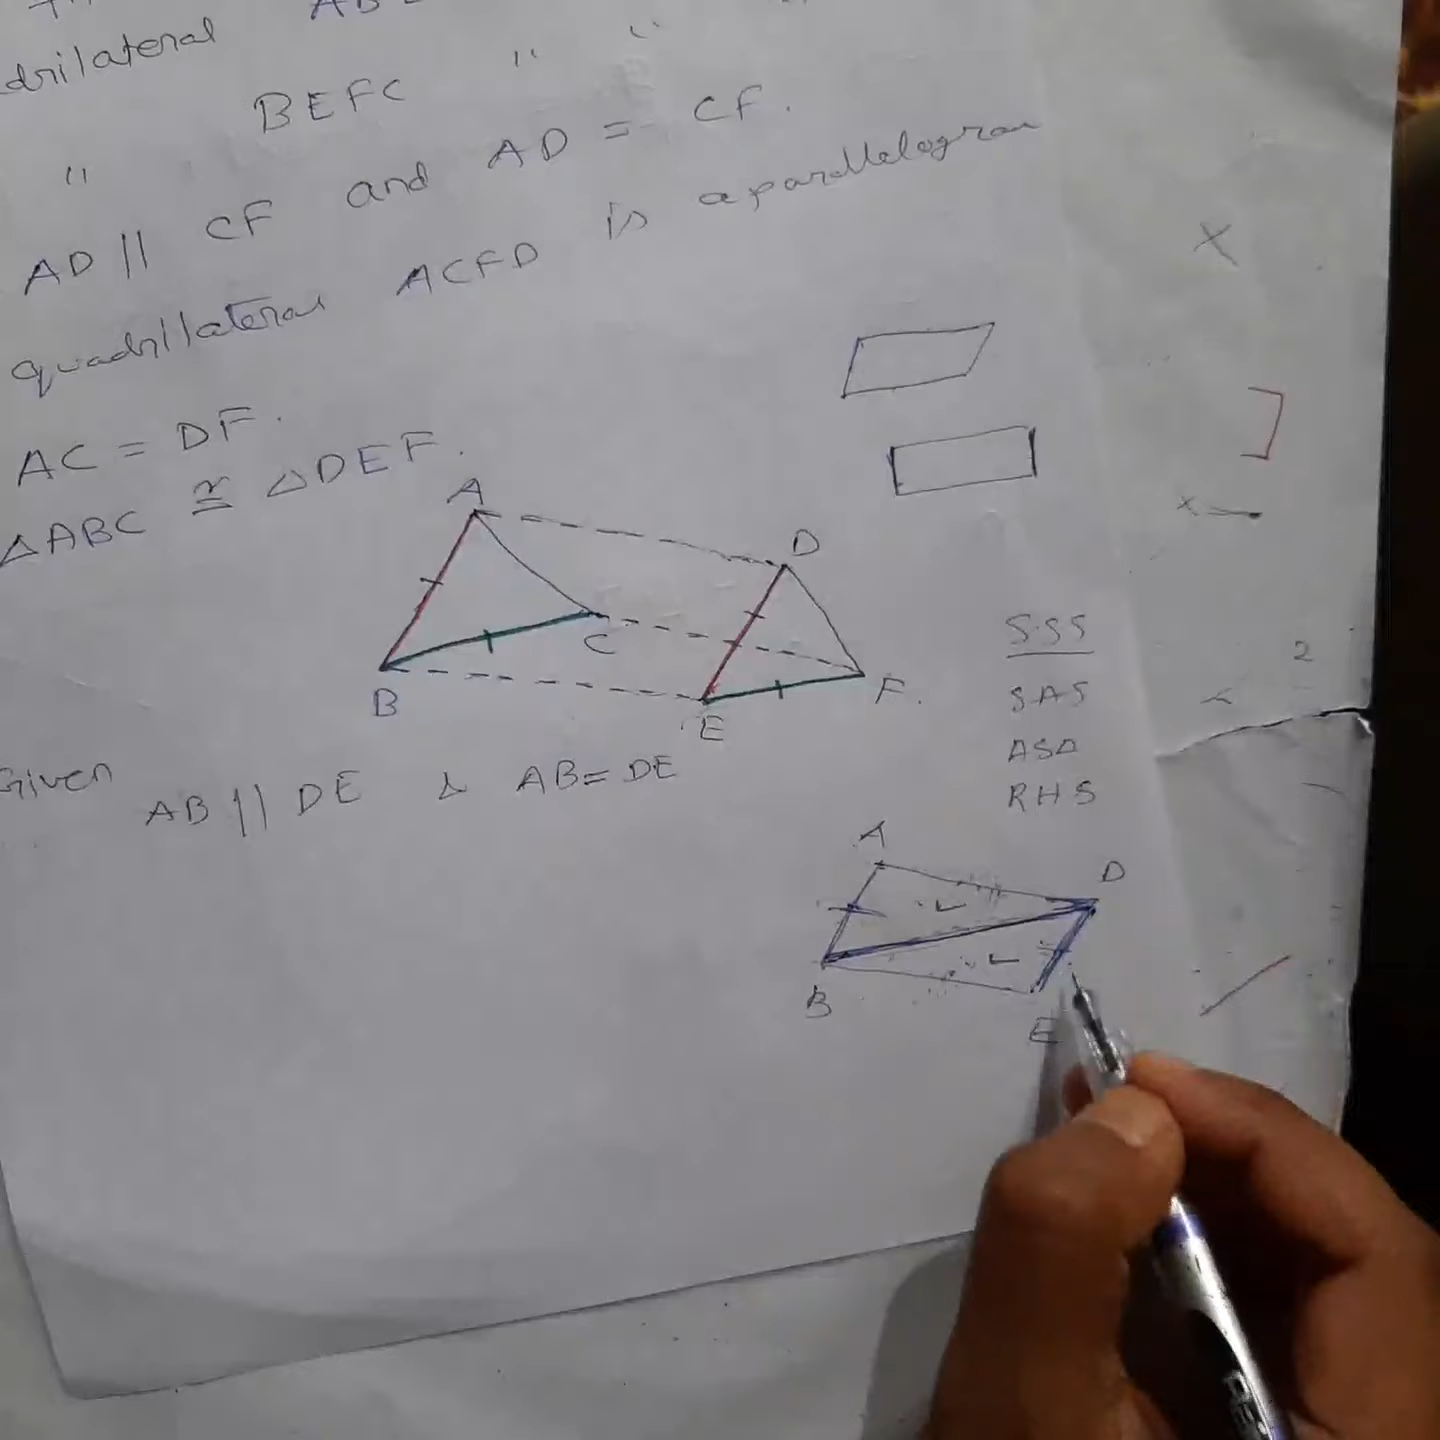 drilateral AB
" BEFC " "
AD || CF and AD = CF.
quadrilateral ACFD is a parallelogram
AC = DF.
△ABC ≅ △DEF.
A
D
C
B
E
F.
SSS
SAS
ASA
RHS
2
Given AB || DE & AB = DE
A
D
B
E